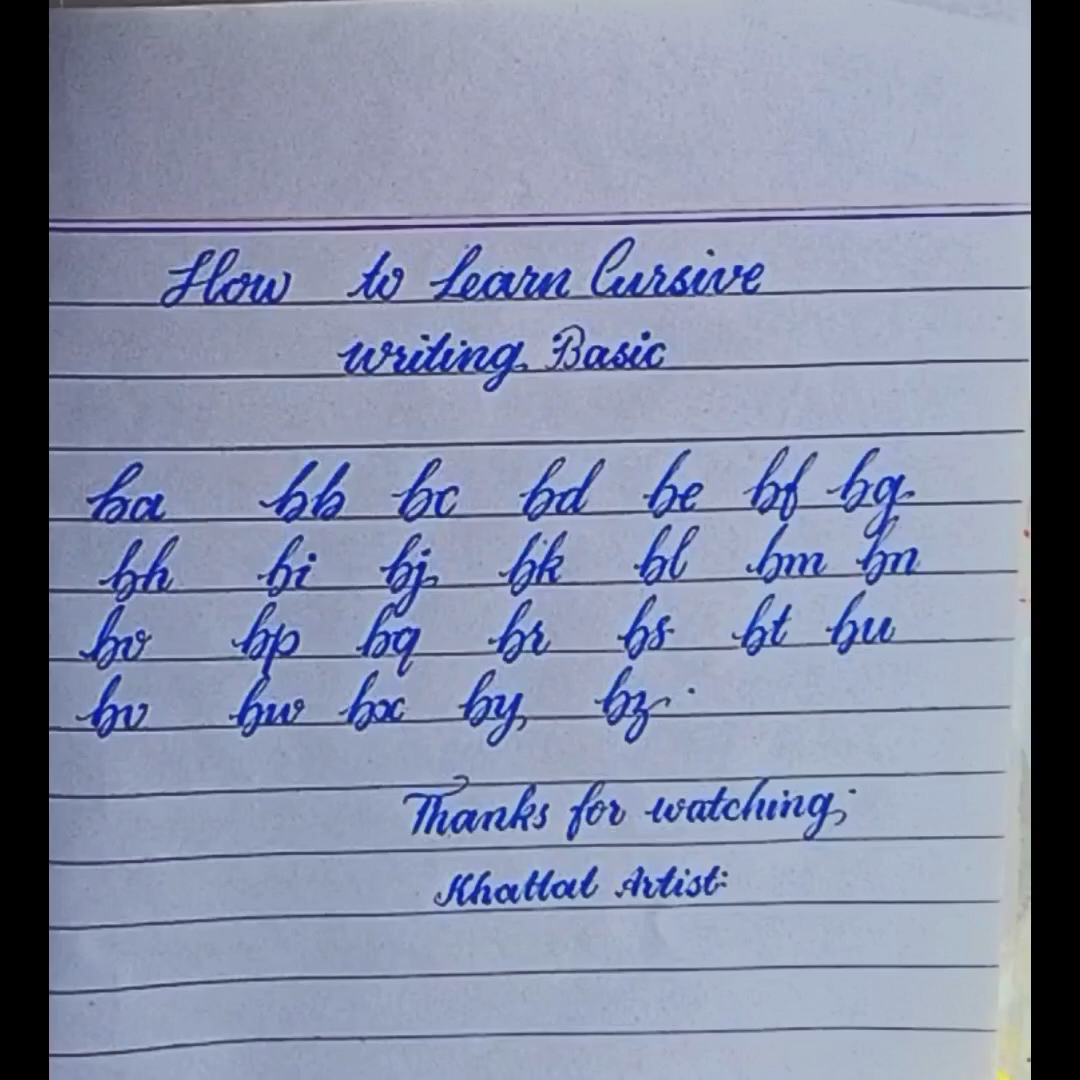 How to Learn Cursive
writing Basic
ba bb bc bd be bf bg
bh bi bj bk bl bm bn
bo bp bq br bs bt bu
bv bw bx by bz.
Thanks for watching;
Khattat Artist: